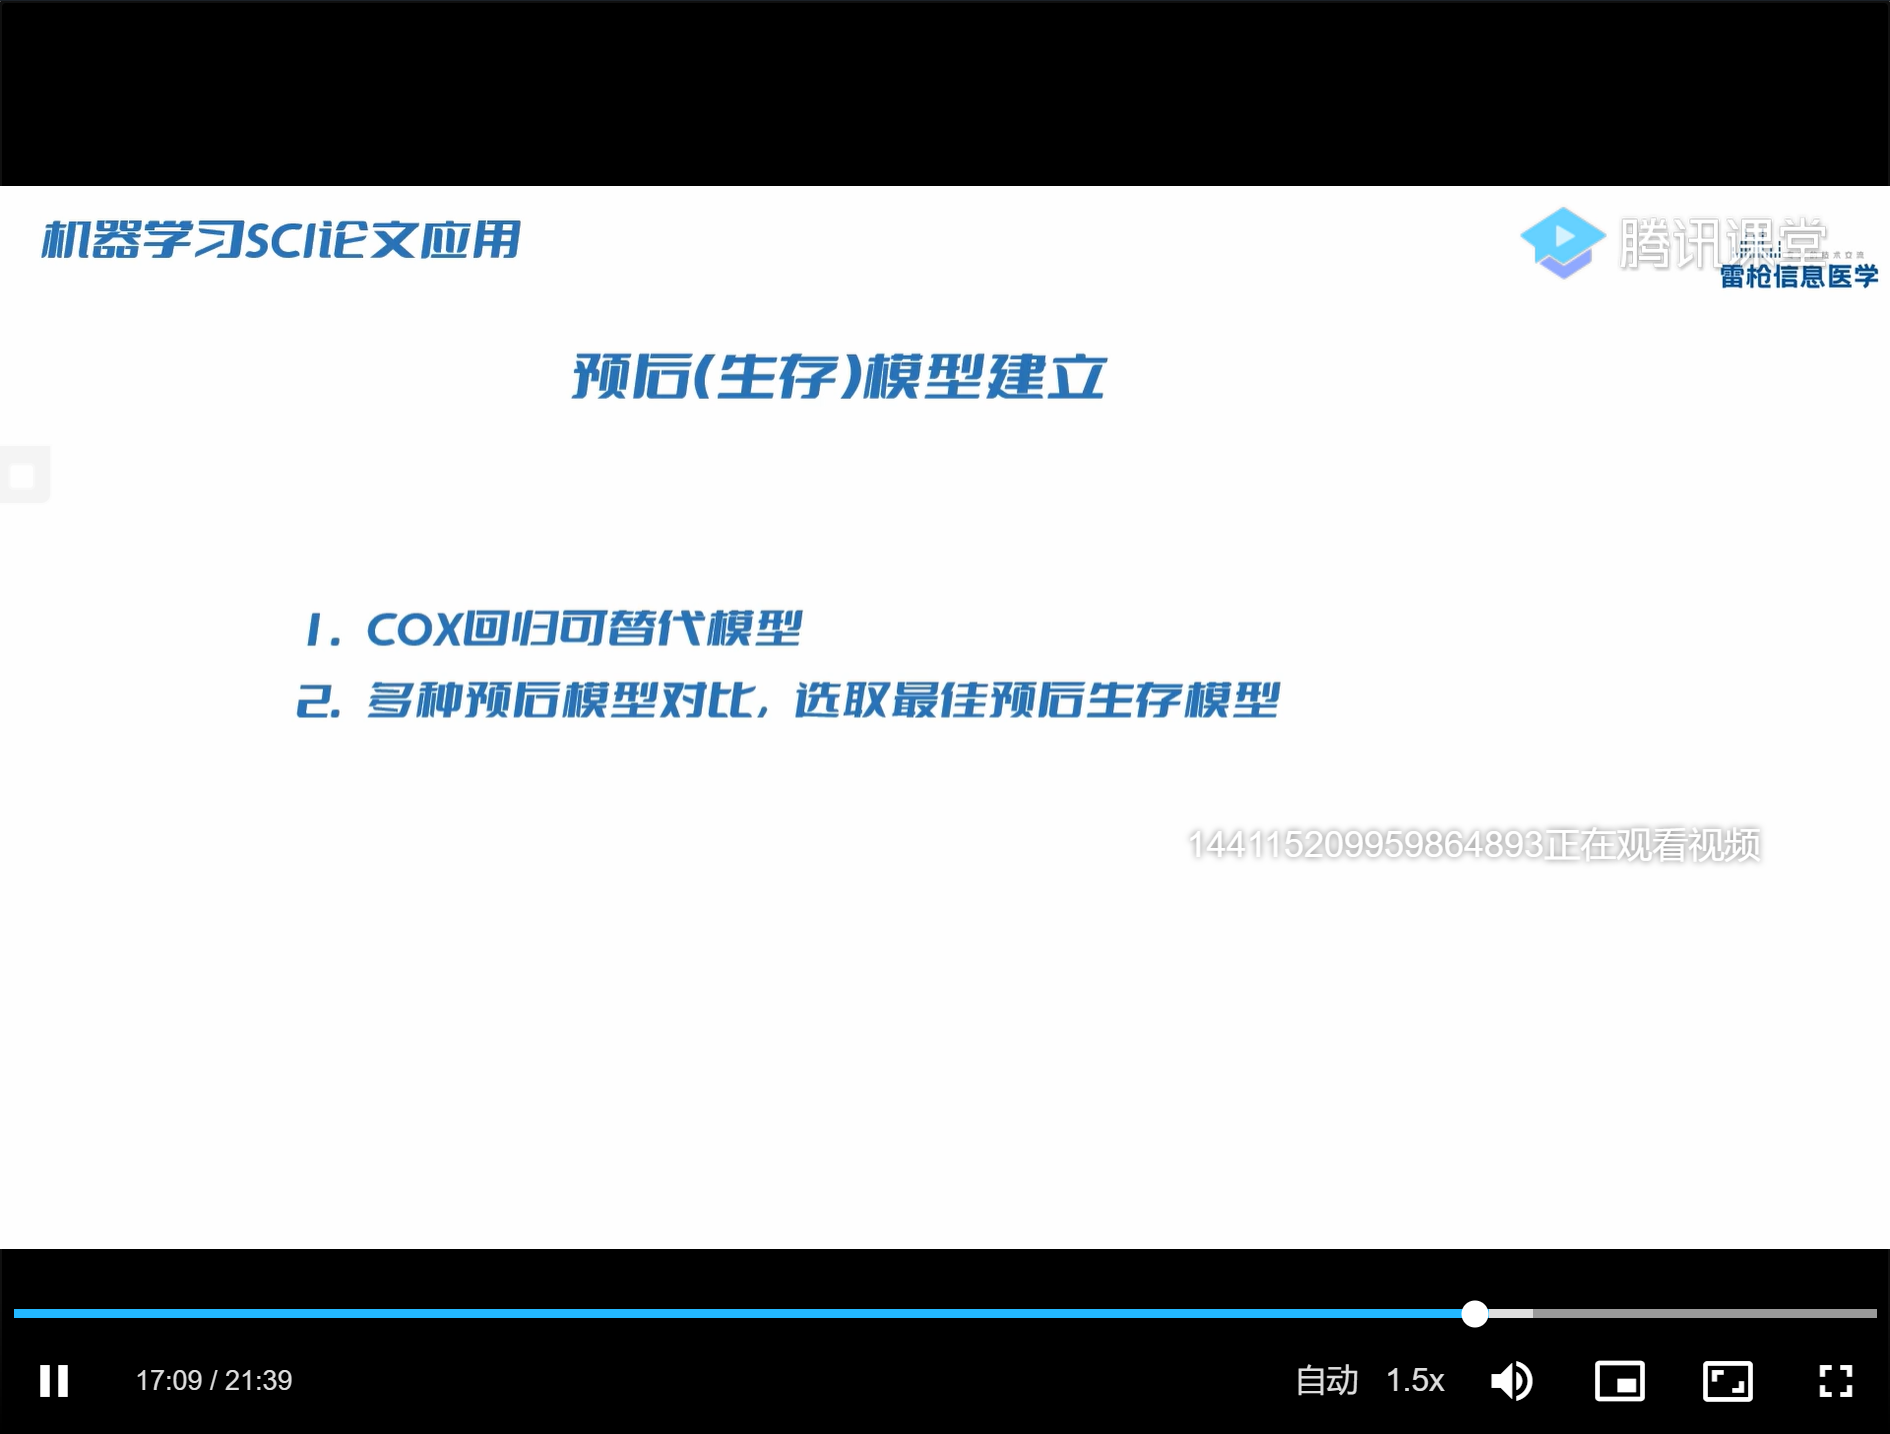 机器学习SCI论文应用
腾讯课堂
雷枪信息医学
预后(生存)模型建立
1. COX回归可替代模型
2. 多种预后模型对比, 选取最佳预后生存模型
144115209959864893正在观看视频
17:09 / 21:39
自动 1.5x